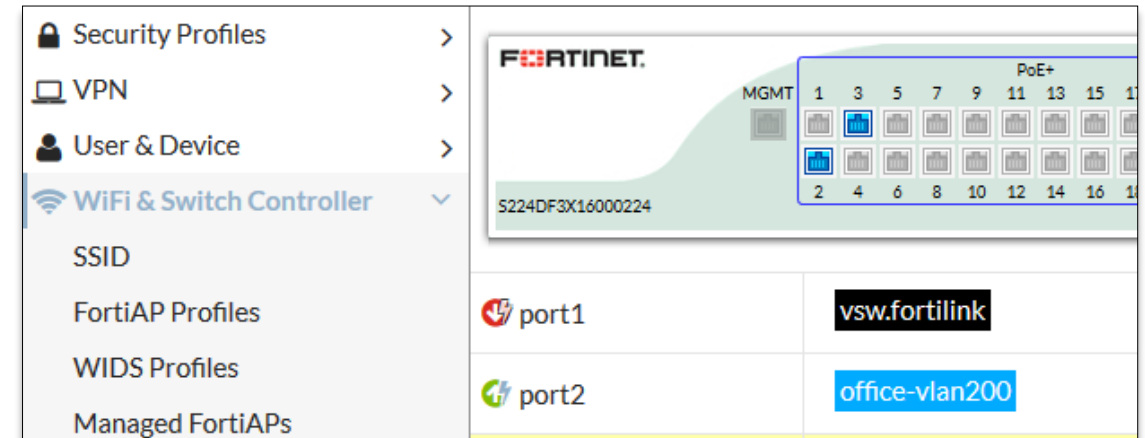 Security Profiles
VPN
User & Device
WiFi & Switch Controller
SSID
FortiAP Profiles
WIDS Profiles
Managed FortiAPs
FORTINET.
PoE+
MGMT 1 3 5 7 9 11 13 15
2 4 6 8 10 12 14 16
S224DF3X16000224
port1 vsw.fortilink
port2 office-vlan200